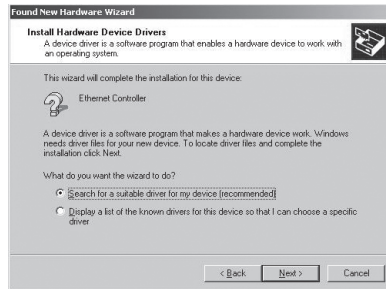 Found New Hardware Wizard
Install Hardware Device Drivers
A device driver is a software program that enables a hardware device to work with
an operating system.
This wizard will complete the installation for this device:
Ethernet Controller
A device driver is a software program that makes a hardware device work. Windows
needs driver files for your new device. To locate driver files and complete the
installation click Next.
What do you want the wizard to do?
Search for a suitable driver for my device (recommended)
Display a list of the known drivers for this device so that I can choose a specific
driver
< Back Next > Cancel